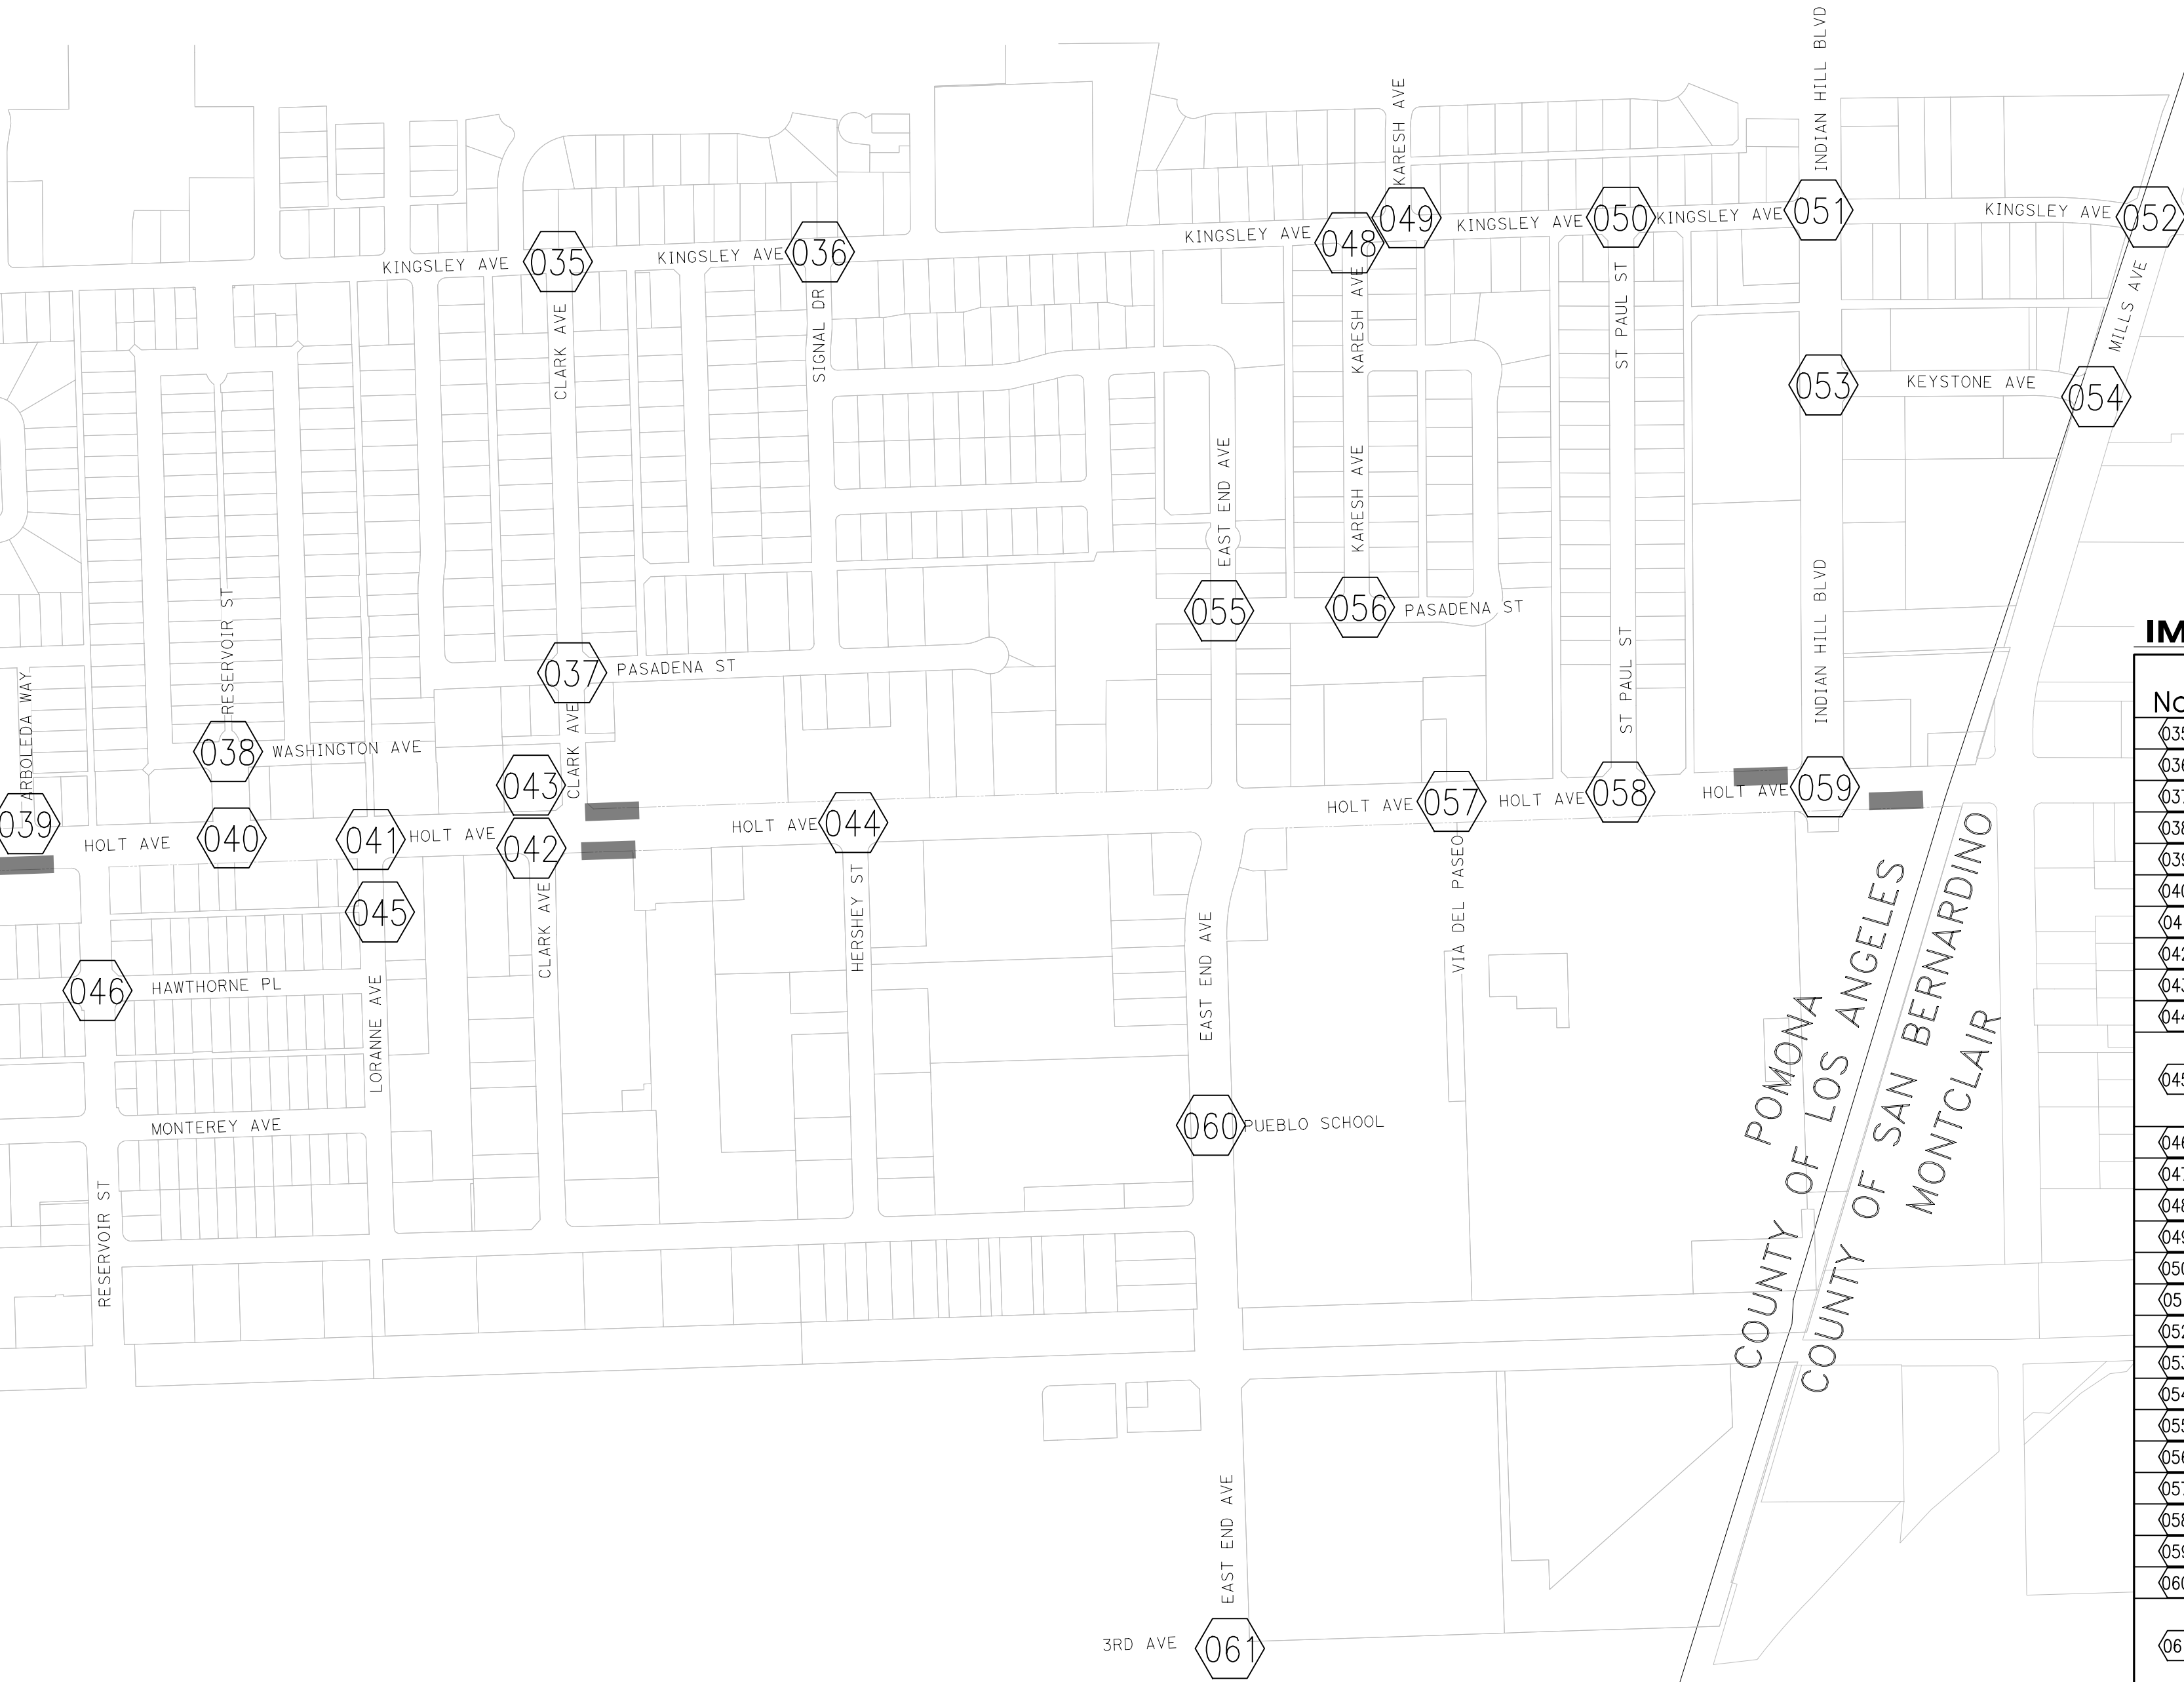 INDIAN HILL BLVD
KARESH AVE
KINGSLEY AVE
035
KINGSLEY AVE
036
KINGSLEY AVE
048
049
KINGSLEY AVE
050
KINGSLEY AVE
051
KINGSLEY AVE
052
CLARK AVE
SIGNAL DR
KARESH AVE
ST PAUL ST
MILLS AVE
053
KEYSTONE AVE
054
EAST END AVE
KARESH AVE
INDIAN HILL BLVD
RESERVOIR ST
055
056
PASADENA ST
ST PAUL ST
037
PASADENA ST
ARBOLEDA WAY
CLARK AVE
038
WASHINGTON AVE
043
039
HOLT AVE
040
041
HOLT AVE
042
HOLT AVE
044
HOLT AVE
057
HOLT AVE
058
HOLT AVE
059
045
CLARK AVE
HERSHEY ST
EAST END AVE
VIA DEL PASEO
046
HAWTHORNE PL
LORANNE AVE
MONTEREY AVE
060
PUEBLO SCHOOL
RESERVOIR ST
POMONA
COUNTY OF LOS ANGELES
COUNTY OF SAN BERNARDINO
MONTCLAIR
EAST END AVE
3RD AVE
061